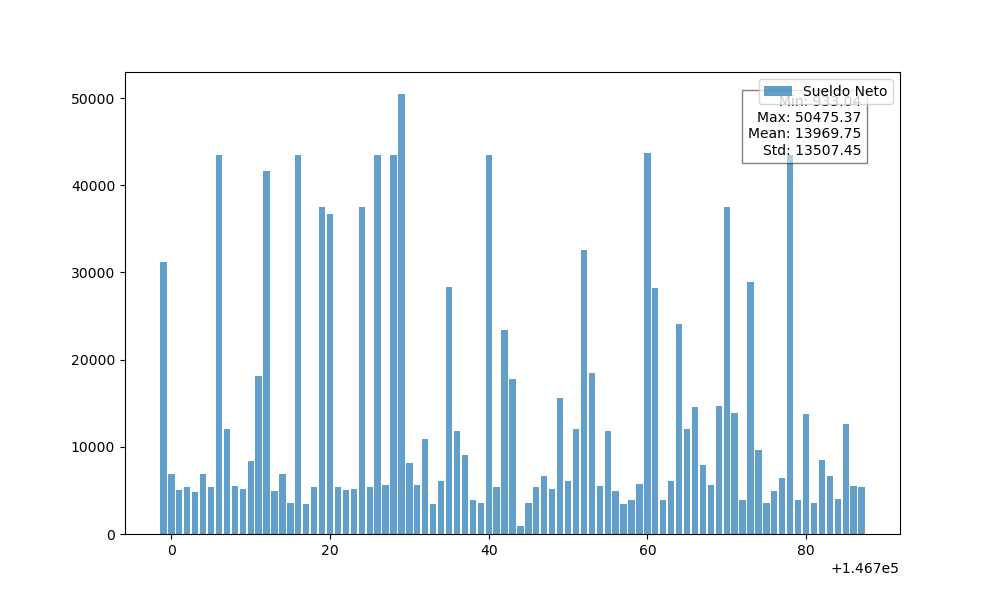 50000
40000
30000
20000
10000
0
Sueldo Neto
Min: 933.04
Max: 50475.37
Mean: 13969.75
Std: 13507.45
0 20 40 60 80
+1.467e5